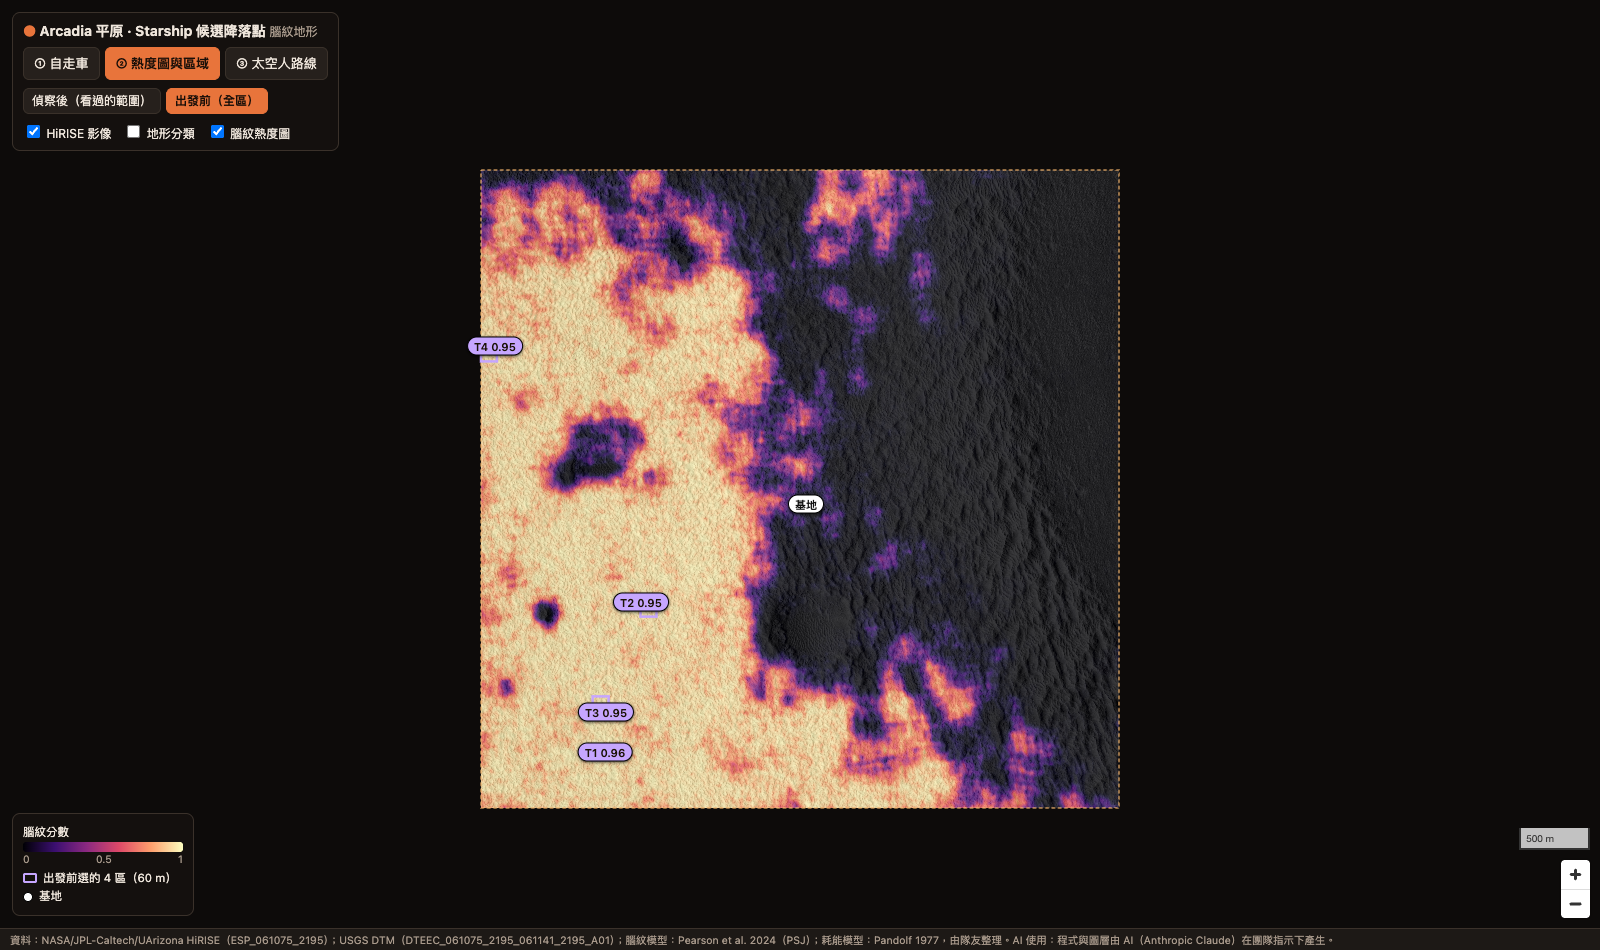 Arcadia 平原 · Starship 候選降落點 腦紋地形
① 自走車 ② 熱度圖與區域 ③ 太空人路線
偵察後（看過的範圍） 出發前（全區）
HiRISE 影像 地形分類 腦紋熱度圖
T4 0.95
基地
T2 0.95
T3 0.95
T1 0.96
腦紋分數
0 0.5 1
出發前選的 4 區（60 m）
基地
500 m
+
−
資料：NASA/JPL-Caltech/UArizona HiRISE（ESP_061075_2195）；USGS DTM（DTEEC_061075_2195_061141_2195_A01）；腦紋模型：Pearson et al. 2024（PSJ）；耗能模型：Pandolf 1977，由隊友整理。AI 使用：程式與圖層由 AI（Anthropic Claude）在團隊指示下產生。